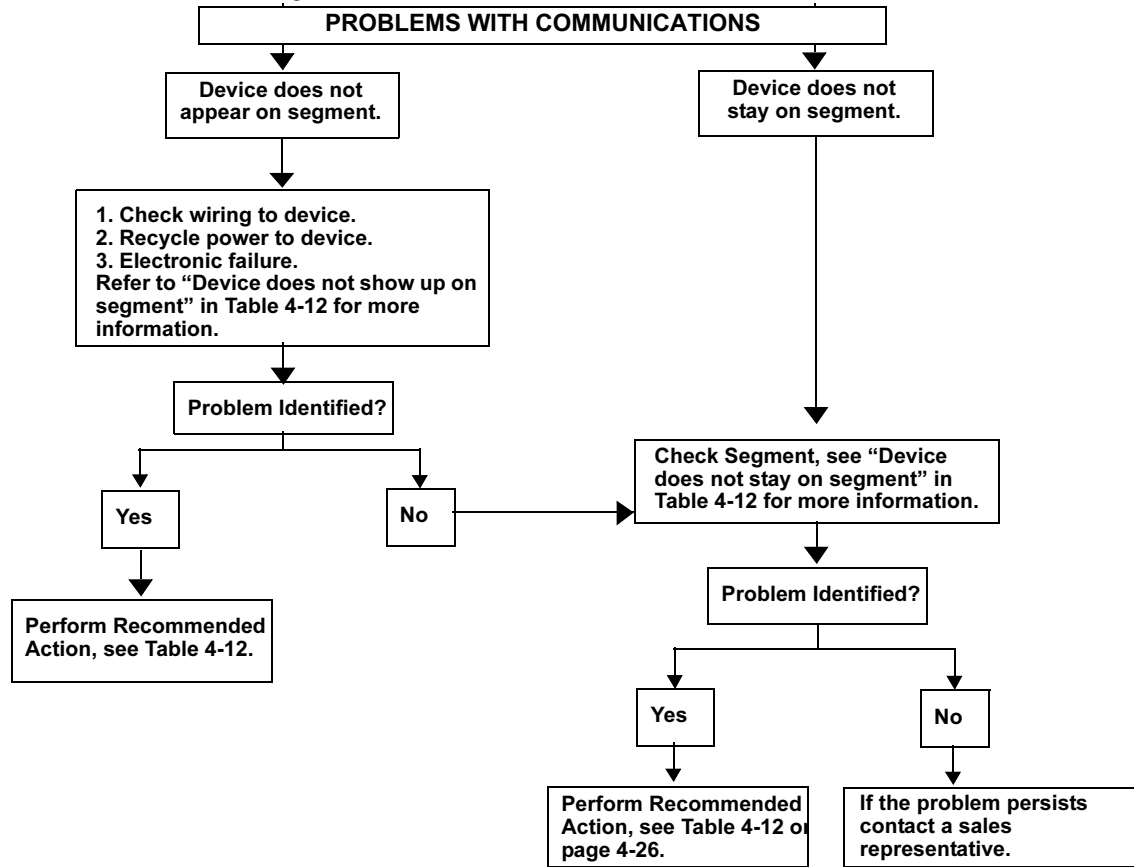 PROBLEMS WITH COMMUNICATIONS
Device does not
appear on segment.
Device does not
stay on segment.
1. Check wiring to device.
2. Recycle power to device.
3. Electronic failure.
Refer to “Device does not show up on
segment” in Table 4-12 for more
information.
Problem Identified?
Yes
No
Perform Recommended
Action, see Table 4-12.
Check Segment, see “Device
does not stay on segment” in
Table 4-12 for more information.
Problem Identified?
Yes
No
Perform Recommended
Action, see Table 4-12 on
page 4-26.
If the problem persists
contact a sales
representative.